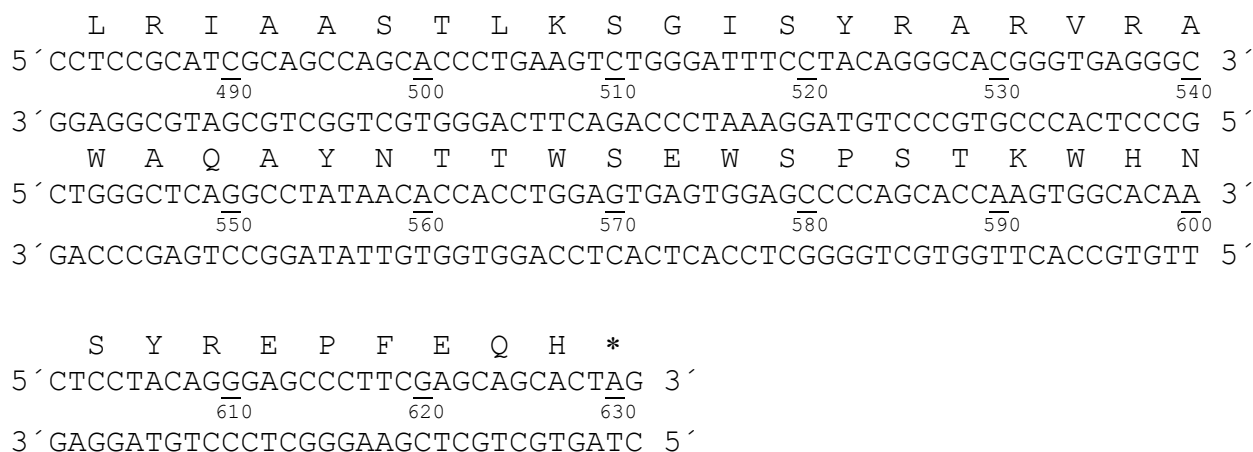 L R I A A S T L K S G I S Y R A R V R A
5´CCTCCGCATCGCAGCCAGCACCCTGAAGTCTGGGATTTCCTACAGGGCACGGGTGAGGGC 3´
490 500 510 520 530 540
3´GGAGGCGTAGCGTCGGTCGTGGGACTTCAGACCCTAAAGGATGTCCCGTGCCCACTCCCG 5´
W A Q A Y N T T W S E W S P S T K W H N
5´CTGGGCTCAGGCCTATAACACCACCTGGAGTGAGTGGAGCCCCAGCACCAAGTGGCACAA 3´
550 560 570 580 590 600
3´GACCCGAGTCCGGATATTGTGGTGGACCTCACTCACCTCGGGGTCGTGGTTCACCGTGTT 5´
S Y R E P F E Q H *
5´CTCCTACAGGGAGCCCTTCGAGCAGCACTAG 3´
610 620 630
3´GAGGATGTCCCTCGGGAAGCTCGTCGTGATC 5´